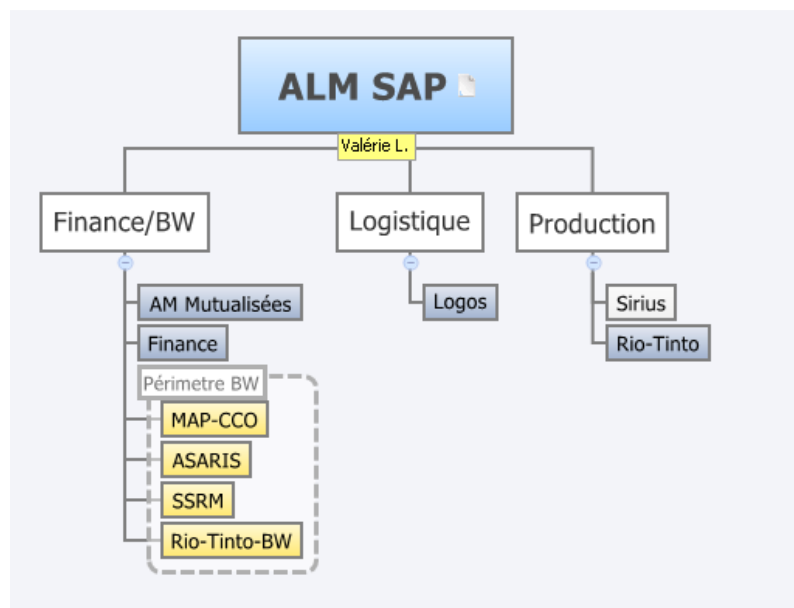 ALM SAP
Valérie L.
Finance/BW
AM Mutualisées
Finance
Périmetre BW
MAP-CCO
ASARIS
SSRM
Rio-Tinto-BW
Logistique
Logos
Production
Sirius
Rio-Tinto